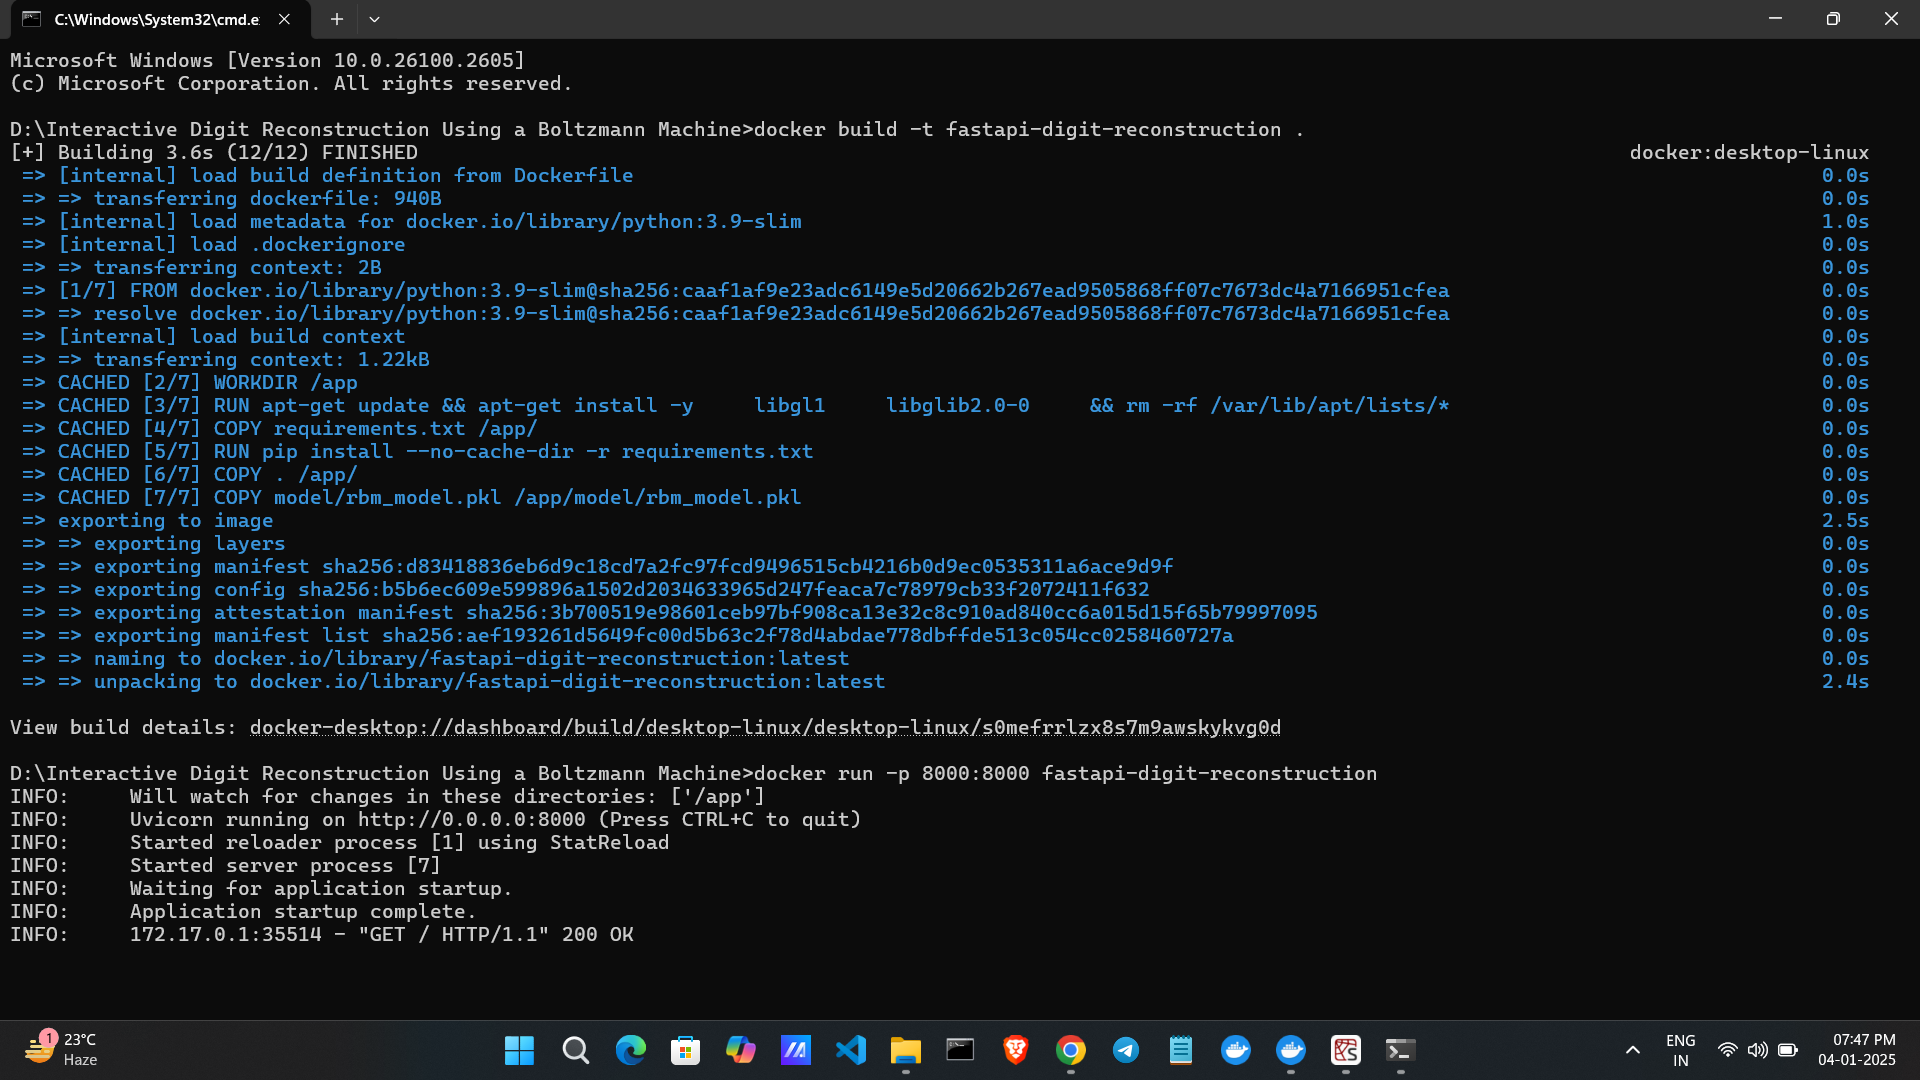 C:\Windows\System32\cmd.e
Microsoft Windows [Version 10.0.26100.2605]
(c) Microsoft Corporation. All rights reserved.
D:\Interactive Digit Reconstruction Using a Boltzmann Machine>docker build -t fastapi-digit-reconstruction .
[+] Building 3.6s (12/12) FINISHED docker:desktop-linux
=> [internal] load build definition from Dockerfile 0.0s
=> => transferring dockerfile: 940B 0.0s
=> [internal] load metadata for docker.io/library/python:3.9-slim 1.0s
=> [internal] load .dockerignore 0.0s
=> => transferring context: 2B 0.0s
=> [1/7] FROM docker.io/library/python:3.9-slim@sha256:caaf1af9e23adc6149e5d20662b267ead9505868ff07c7673dc4a7166951cfea 0.0s
=> => resolve docker.io/library/python:3.9-slim@sha256:caaf1af9e23adc6149e5d20662b267ead9505868ff07c7673dc4a7166951cfea 0.0s
=> [internal] load build context 0.0s
=> => transferring context: 1.22kB 0.0s
=> CACHED [2/7] WORKDIR /app 0.0s
=> CACHED [3/7] RUN apt-get update && apt-get install -y     libgl1     libglib2.0-0     && rm -rf /var/lib/apt/lists/* 0.0s
=> CACHED [4/7] COPY requirements.txt /app/ 0.0s
=> CACHED [5/7] RUN pip install --no-cache-dir -r requirements.txt 0.0s
=> CACHED [6/7] COPY . /app/ 0.0s
=> CACHED [7/7] COPY model/rbm_model.pkl /app/model/rbm_model.pkl 0.0s
=> exporting to image 2.5s
=> => exporting layers 0.0s
=> => exporting manifest sha256:d83418836eb6d9c18cd7a2fc97fcd9496515cb4216b0d9ec0535311a6ace9d9f 0.0s
=> => exporting config sha256:b5b6ec609e599896a1502d2034633965d247feaca7c78979cb33f2072411f632 0.0s
=> => exporting attestation manifest sha256:3b700519e98601ceb97bf908ca13e32c8c910ad840cc6a015d15f65b79997095 0.0s
=> => exporting manifest list sha256:aef193261d5649fc00d5b63c2f78d4abdae778dbffde513c054cc0258460727a 0.0s
=> => naming to docker.io/library/fastapi-digit-reconstruction:latest 0.0s
=> => unpacking to docker.io/library/fastapi-digit-reconstruction:latest 2.4s
View build details: docker-desktop://dashboard/build/desktop-linux/desktop-linux/s0mefrrlzx8s7m9awskykvg0d
D:\Interactive Digit Reconstruction Using a Boltzmann Machine>docker run -p 8000:8000 fastapi-digit-reconstruction
INFO:     Will watch for changes in these directories: ['/app']
INFO:     Uvicorn running on http://0.0.0.0:8000 (Press CTRL+C to quit)
INFO:     Started reloader process [1] using StatReload
INFO:     Started server process [7]
INFO:     Waiting for application startup.
INFO:     Application startup complete.
INFO:     172.17.0.1:35514 - "GET / HTTP/1.1" 200 OK
1
23°C
Haze
ENG
IN
07:47 PM
04-01-2025